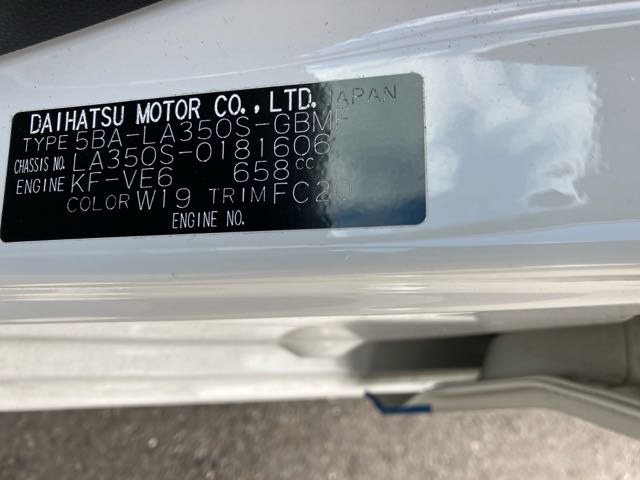 DAIHATSU MOTOR CO.,LTD. JAPAN
TYPE 5BA-LA350S-GBMF
CHASSIS NO. LA350S-0181606
ENGINE KF-VE6 658cc
COLOR W19 TRIM FC20
ENGINE NO.